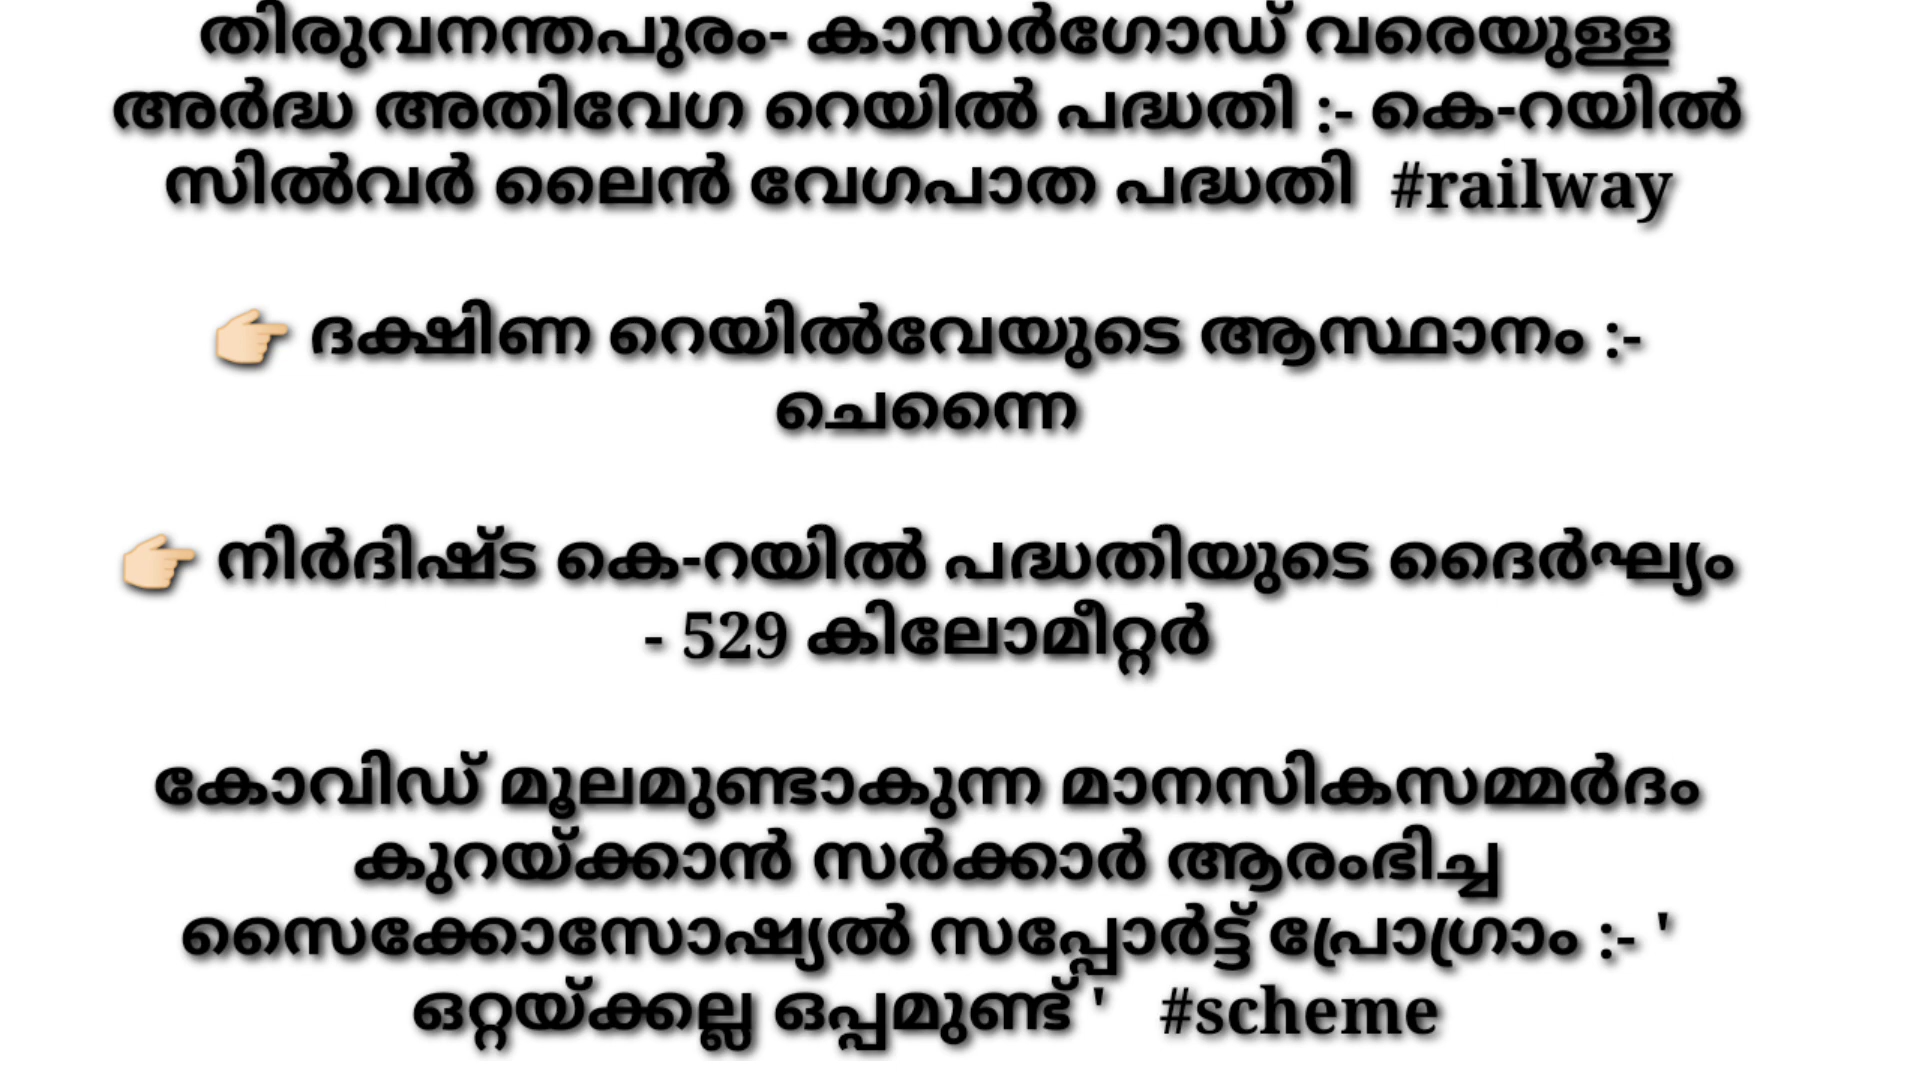 തിരുവനന്തപുരം- കാസർഗോഡ് വരെയുള്ള
അർദ്ധ അതിവേഗ റെയിൽ പദ്ധതി :- കെ-റയിൽ
സിൽവർ ലൈൻ വേഗപാത പദ്ധതി #railway
👉🏻 ദക്ഷിണ റെയിൽവേയുടെ ആസ്ഥാനം :-
ചെന്നൈ
👉🏻 നിർദിഷ്ട കെ-റയിൽ പദ്ധതിയുടെ ദൈർഘ്യം
- 529 കിലോമീറ്റർ
കോവിഡ് മൂലമുണ്ടാകുന്ന മാനസികസമ്മർദം
കുറയ്ക്കാൻ സർക്കാർ ആരംഭിച്ച
സൈക്കോസോഷ്യൽ സപ്പോർട്ട് പ്രോഗ്രാം :- '
ഒറ്റയ്ക്കല്ല ഒപ്പമുണ്ട് ' #scheme